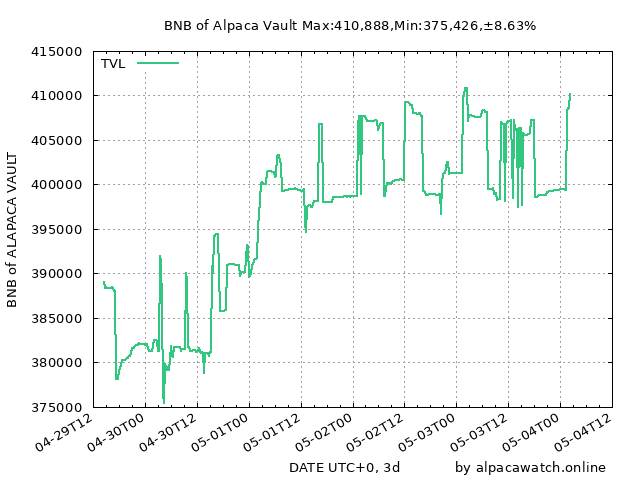 BNB of Alpaca Vault Max:410,888,Min:375,426,±8.63%
TVL
415000
410000
405000
400000
395000
390000
385000
380000
375000
BNB of ALAPACA VAULT
04-29T12
04-30T00
04-30T12
05-01T00
05-01T12
05-02T00
05-02T12
05-03T00
05-03T12
05-04T00
05-04T12
DATE UTC+0, 3d
by alpacawatch.online